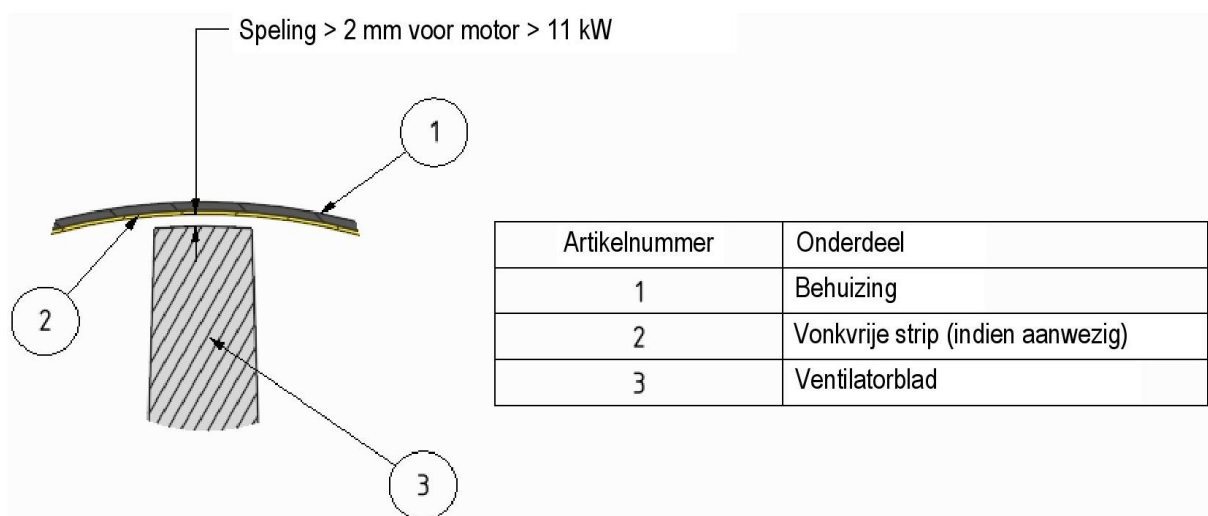 Speling > 2 mm voor motor > 11 kW
1
2
3
Artikelnummer Onderdeel
1 Behuizing
2 Vonkvrije strip (indien aanwezig)
3 Ventilatorblad